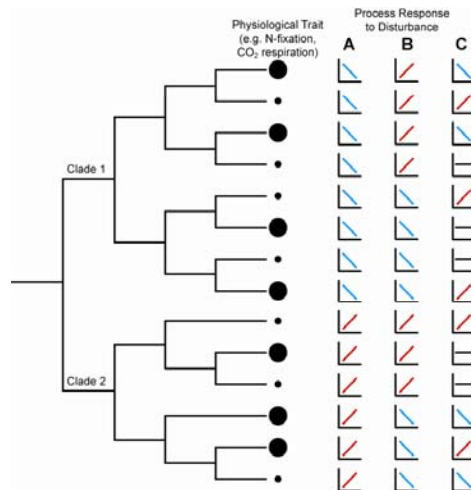 Physiological Trait
(e.g. N-fixation,
CO₂ respiration)
Process Response
to Disturbance
A B C
Clade 1
Clade 2